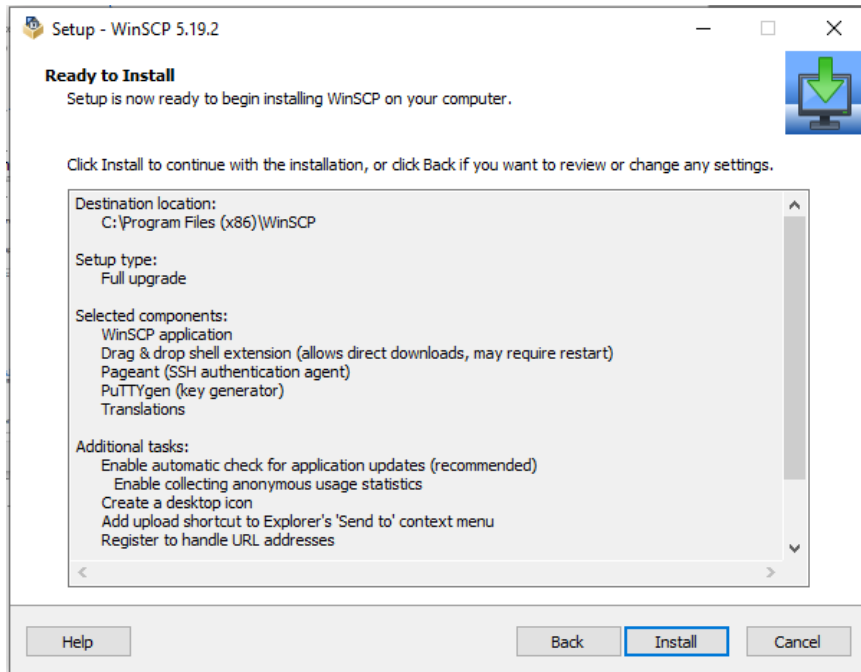 Setup - WinSCP 5.19.2
Ready to Install
Setup is now ready to begin installing WinSCP on your computer.
Click Install to continue with the installation, or click Back if you want to review or change any settings.
Destination location:
C:\Program Files (x86)\WinSCP
Setup type:
Full upgrade
Selected components:
WinSCP application
Drag & drop shell extension (allows direct downloads, may require restart)
Pageant (SSH authentication agent)
PuTTYgen (key generator)
Translations
Additional tasks:
Enable automatic check for application updates (recommended)
Enable collecting anonymous usage statistics
Create a desktop icon
Add upload shortcut to Explorer's 'Send to' context menu
Register to handle URL addresses
Help
Back
Install
Cancel